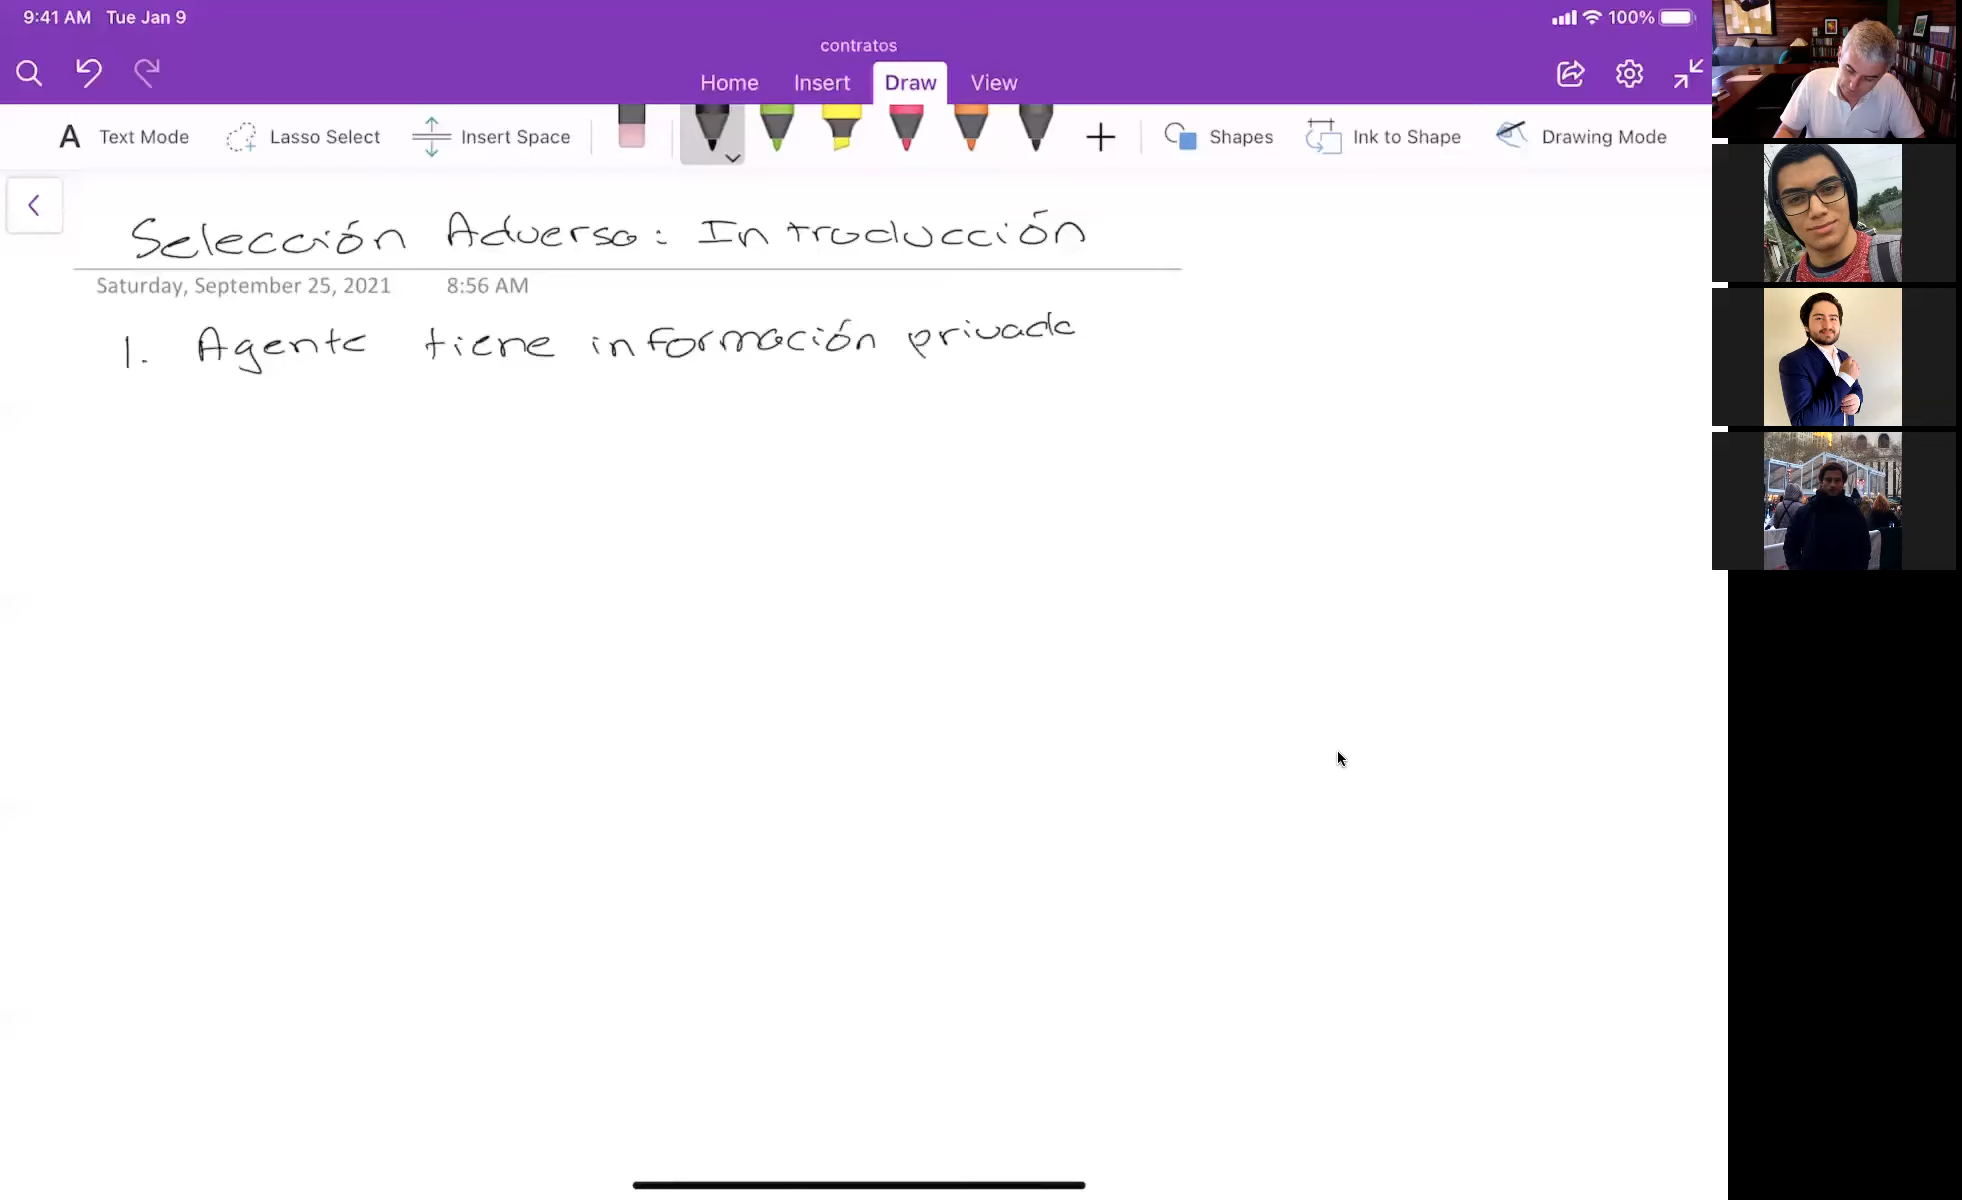 9:41 AM Tue Jan 9
100%
contratos
Home Insert Draw View
A Text Mode Lasso Select Insert Space Shapes Ink to Shape Drawing Mode
Selección Adversa: Introducción
Saturday, September 25, 2021 8:56 AM
1. Agente tiene información privada